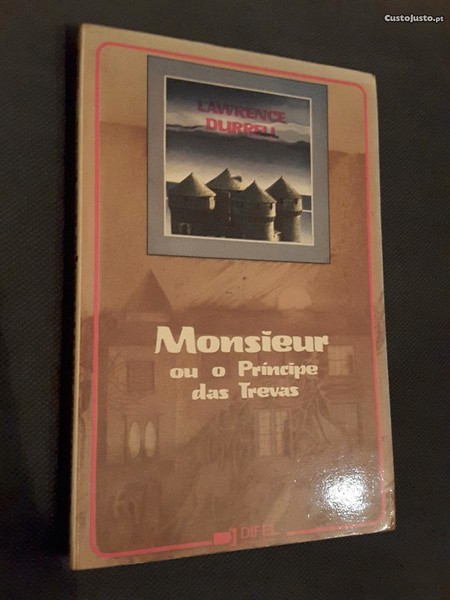 CustoJusto.pt
LAWRENCE
DURRELL
Monsieur
ou o Príncipe
das Trevas
DIFEL